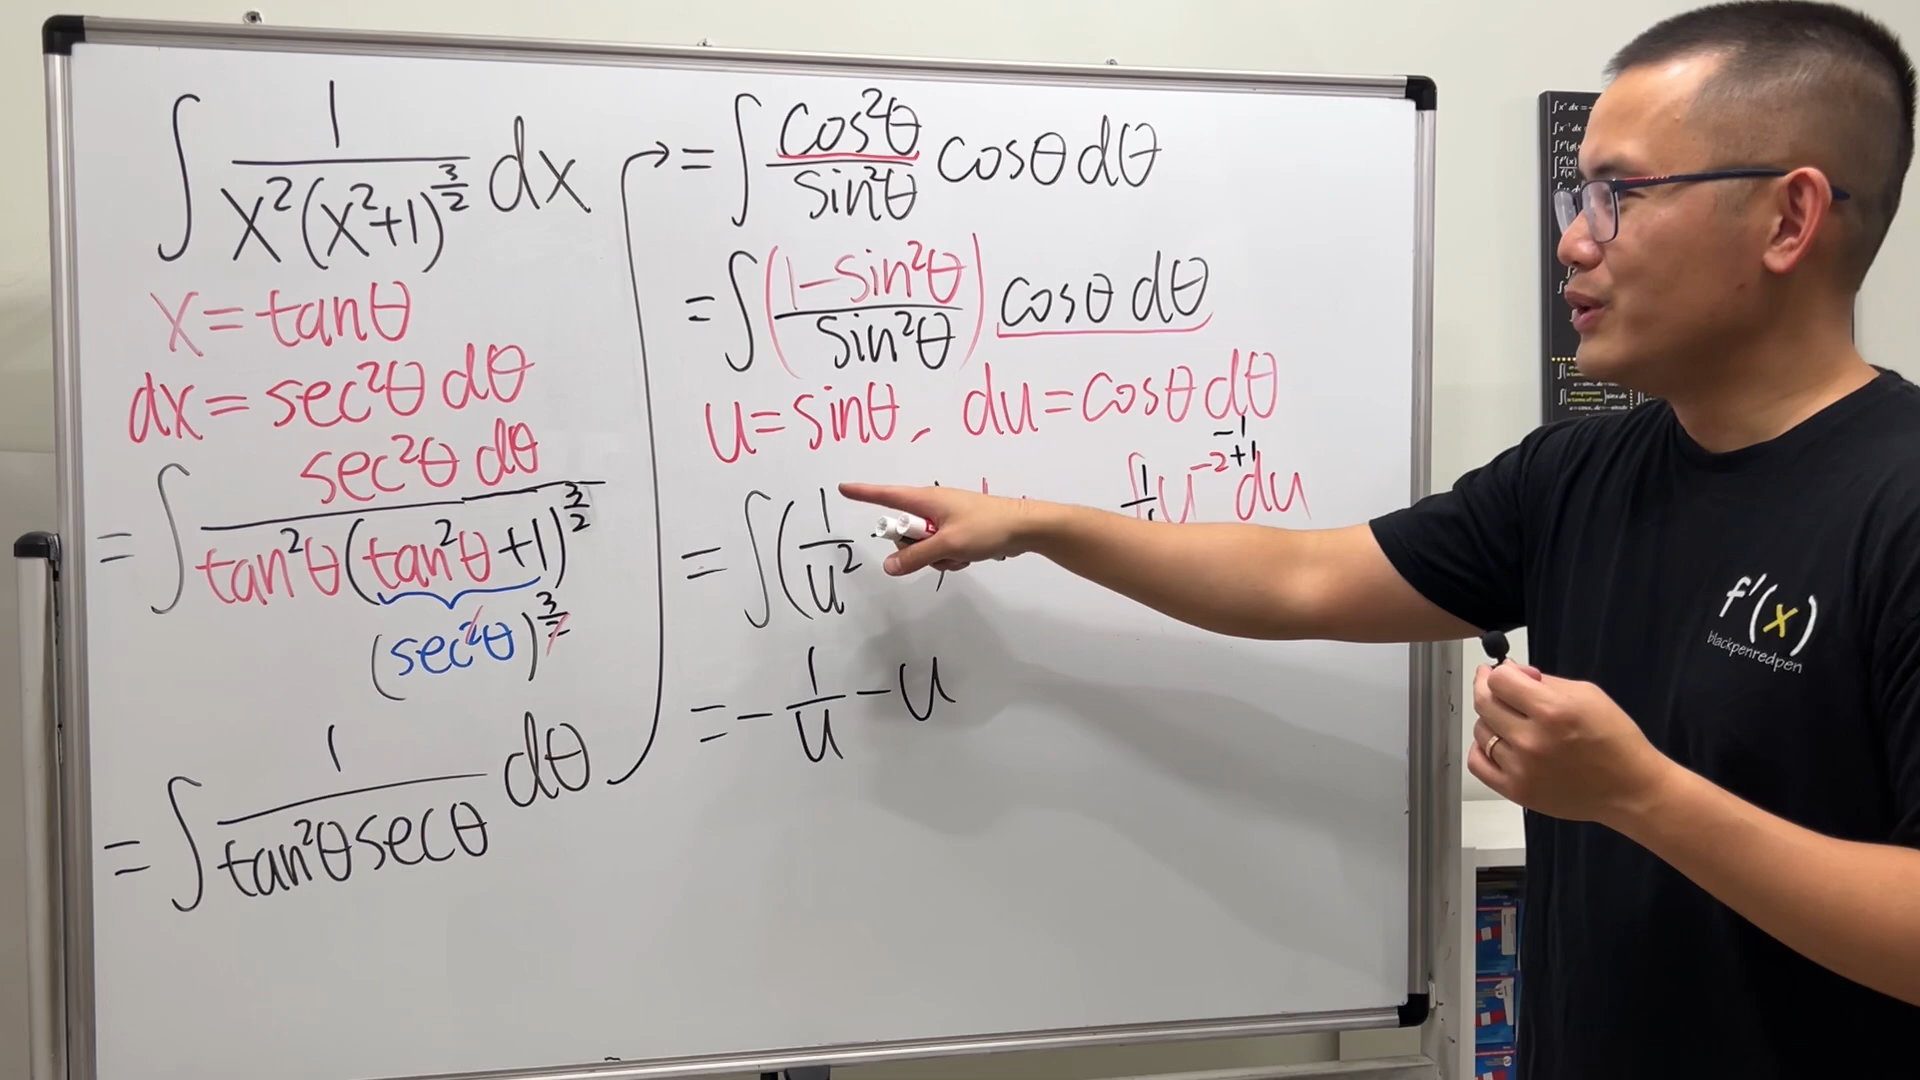 ∫ 1/(x²(x²+1)^(3/2)) dx
x = tanθ
dx = sec²θ dθ
= ∫ sec²θ dθ/(tan²θ(tan²θ+1)^(3/2))
(sec²θ)^(3/2)
= ∫ 1/(tan²θ secθ) dθ
= ∫ cos²θ/sin²θ cosθ dθ
= ∫ ((1-sin²θ)/sin²θ) cosθ dθ
u = sinθ, du = cosθ dθ
= ∫ (1/u²
u^(-2+1) du
-1
= -1/u - u
f'(x)
blackpenredpen